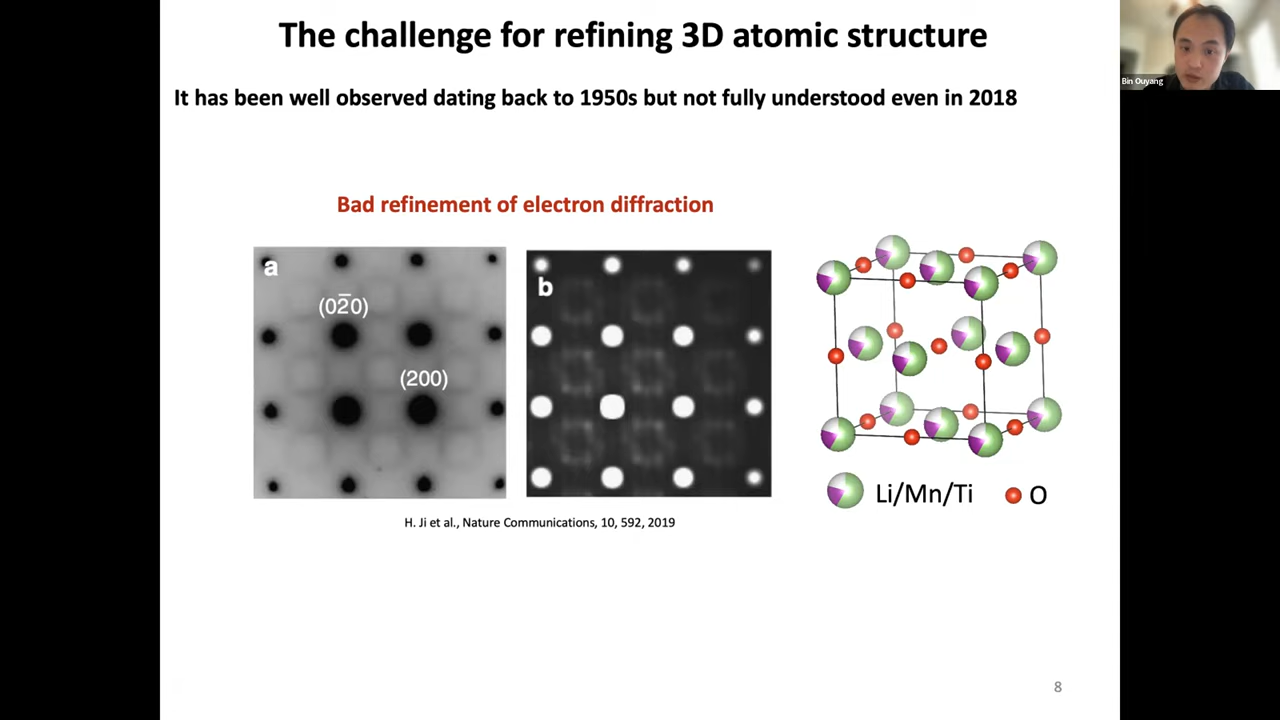 The challenge for refining 3D atomic structure
Bin Ouyang
It has been well observed dating back to 1950s but not fully understood even in 2018
Bad refinement of electron diffraction
a
(02̅0)
(200)
b
Li/Mn/Ti
O
H. Ji et al., Nature Communications, 10, 592, 2019
8